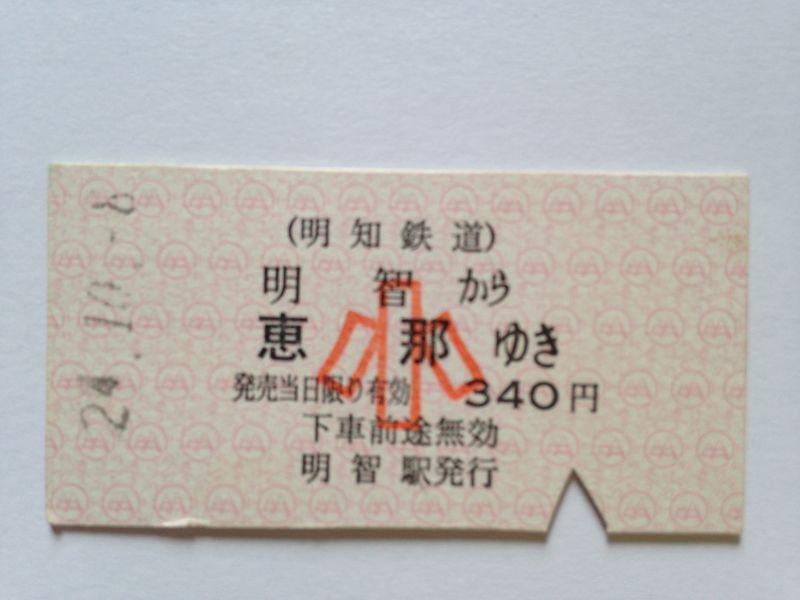 (明知鉄道)
明智から
恵那ゆき
小
発売当日限り有効 340円
下車前途無効
明智駅発行